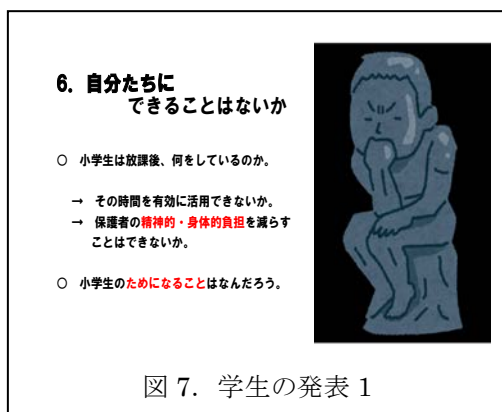 6. 自分たちに
できることはないか
○ 小学生は放課後、何をしているのか。
→ その時間を有効に活用できないか。
→ 保護者の精神的・身体的負担を減らす
ことはできないか。
○ 小学生のためになることはなんだろう。
図 7. 学生の発表 1